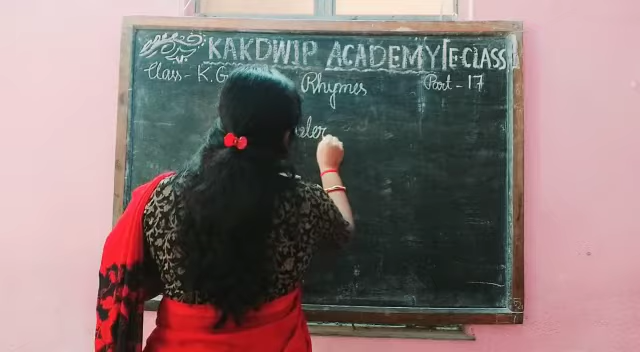 KAKDWIP ACADEMY|E-CLASS
Class - K.G Rhymes Part - 17